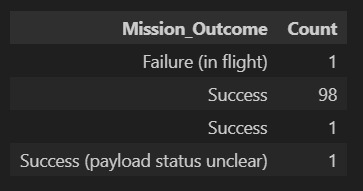 Mission_Outcome Count
Failure (in flight) 1
Success 98
Success 1
Success (payload status unclear) 1